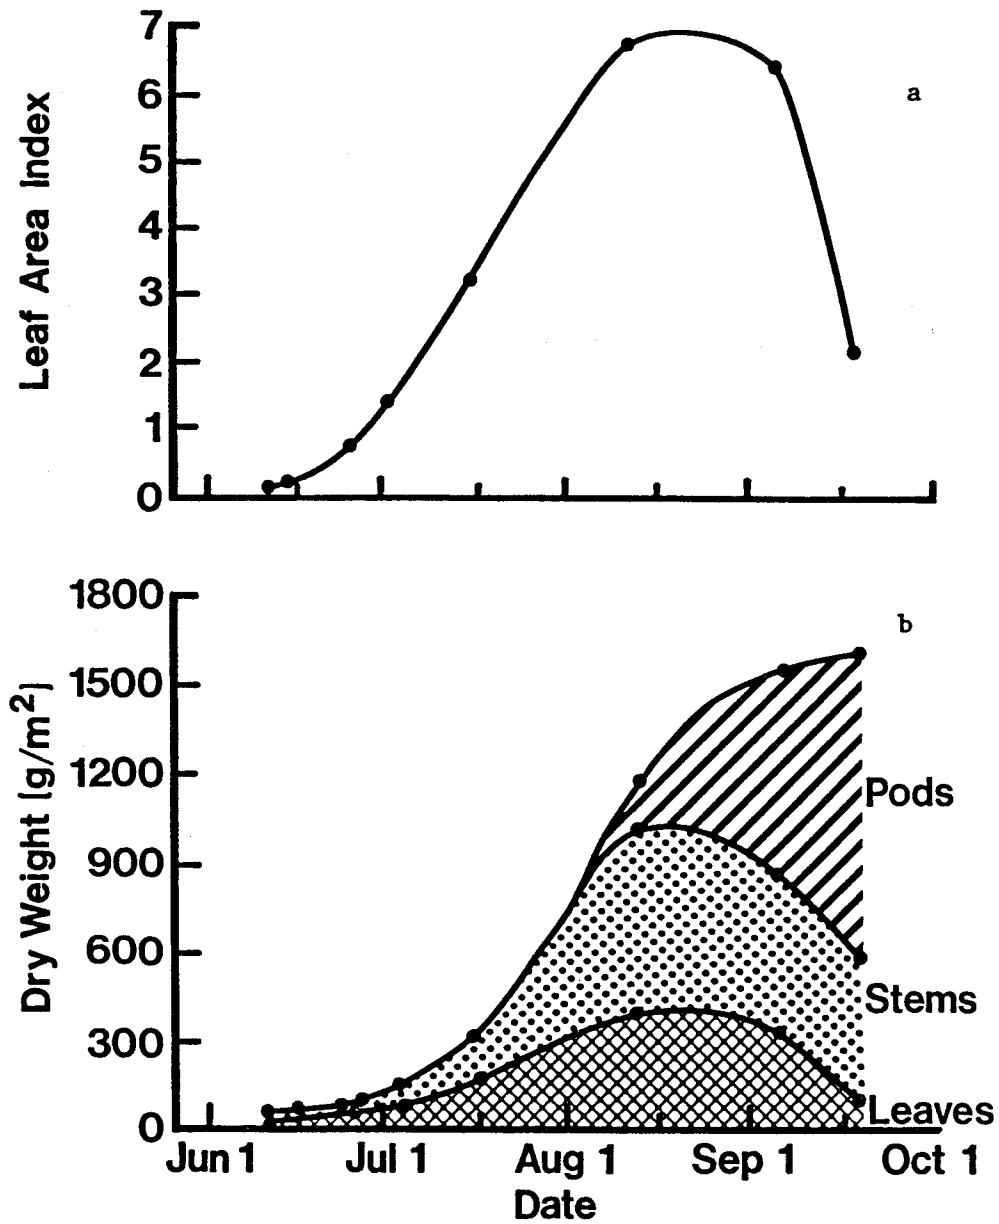 7
6
5
4
3
2
1
0
Leaf Area Index
a
1800
1500
1200
900
600
300
0
Dry Weight [g/m²]
b
Pods
Stems
Leaves
Jun 1 Jul 1 Aug 1 Sep 1 Oct 1
Date